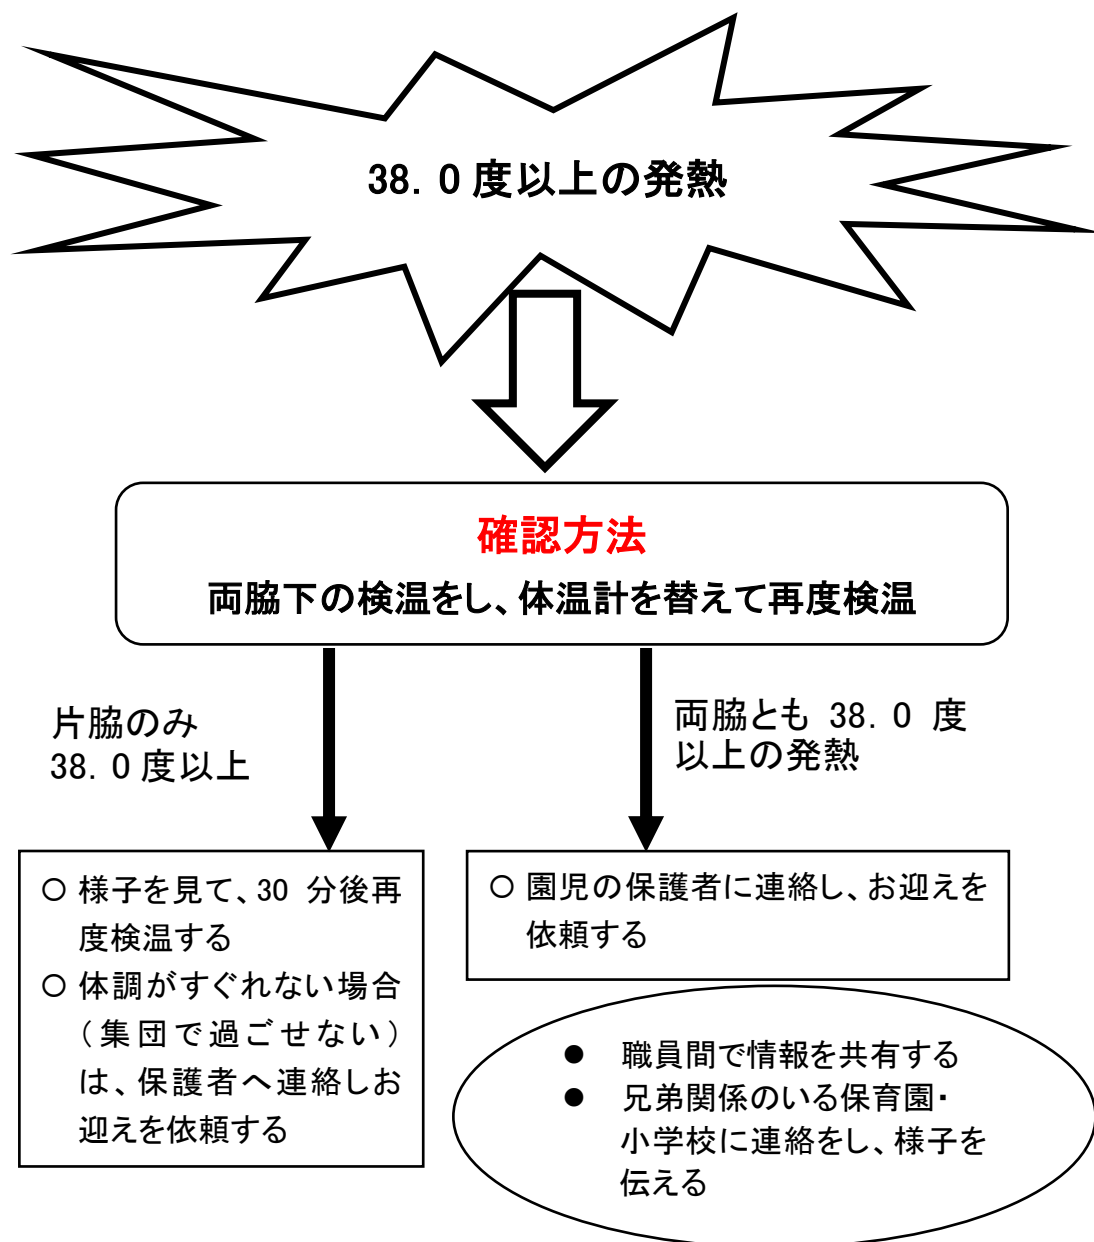 38.0度以上の発熱
確認方法
両脇下の検温をし、体温計を替えて再度検温
片脇のみ
38.0度以上
両脇とも 38.0 度
以上の発熱
○ 様子を見て、30 分後再
度検温する
○ 体調がすぐれない場合
(集団で過ごせない)
は、保護者へ連絡しお
迎えを依頼する
○ 園児の保護者に連絡し、お迎えを
依頼する
● 職員間で情報を共有する
● 兄弟関係のいる保育園・
小学校に連絡をし、様子を
伝える